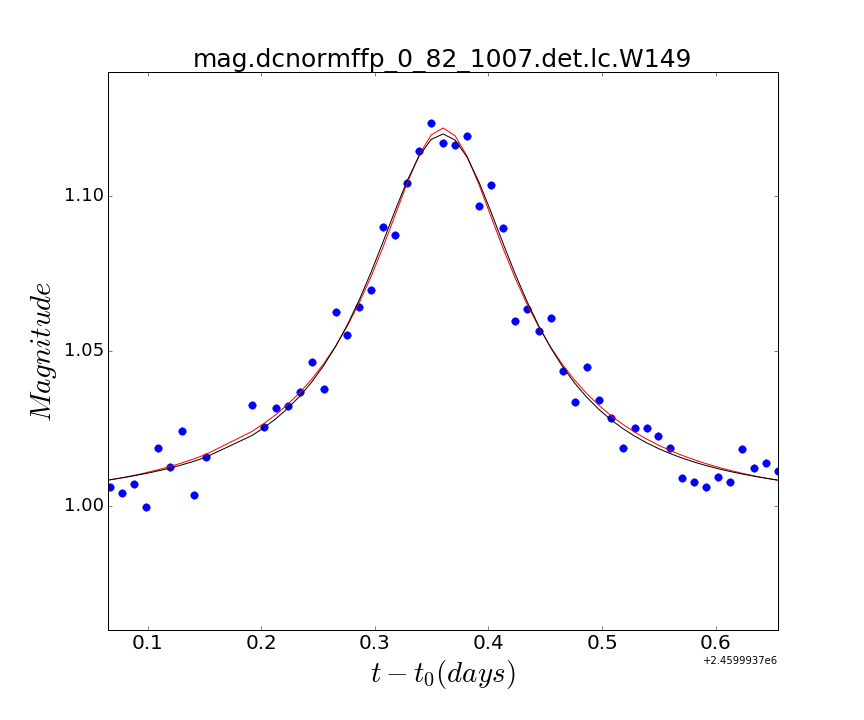 mag.dcnormffp_0_82_1007.det.lc.W149
1.10
1.05
1.00
Magnitude
0.1 0.2 0.3 0.4 0.5 0.6
+2.4599937e6
t − t₀(days)